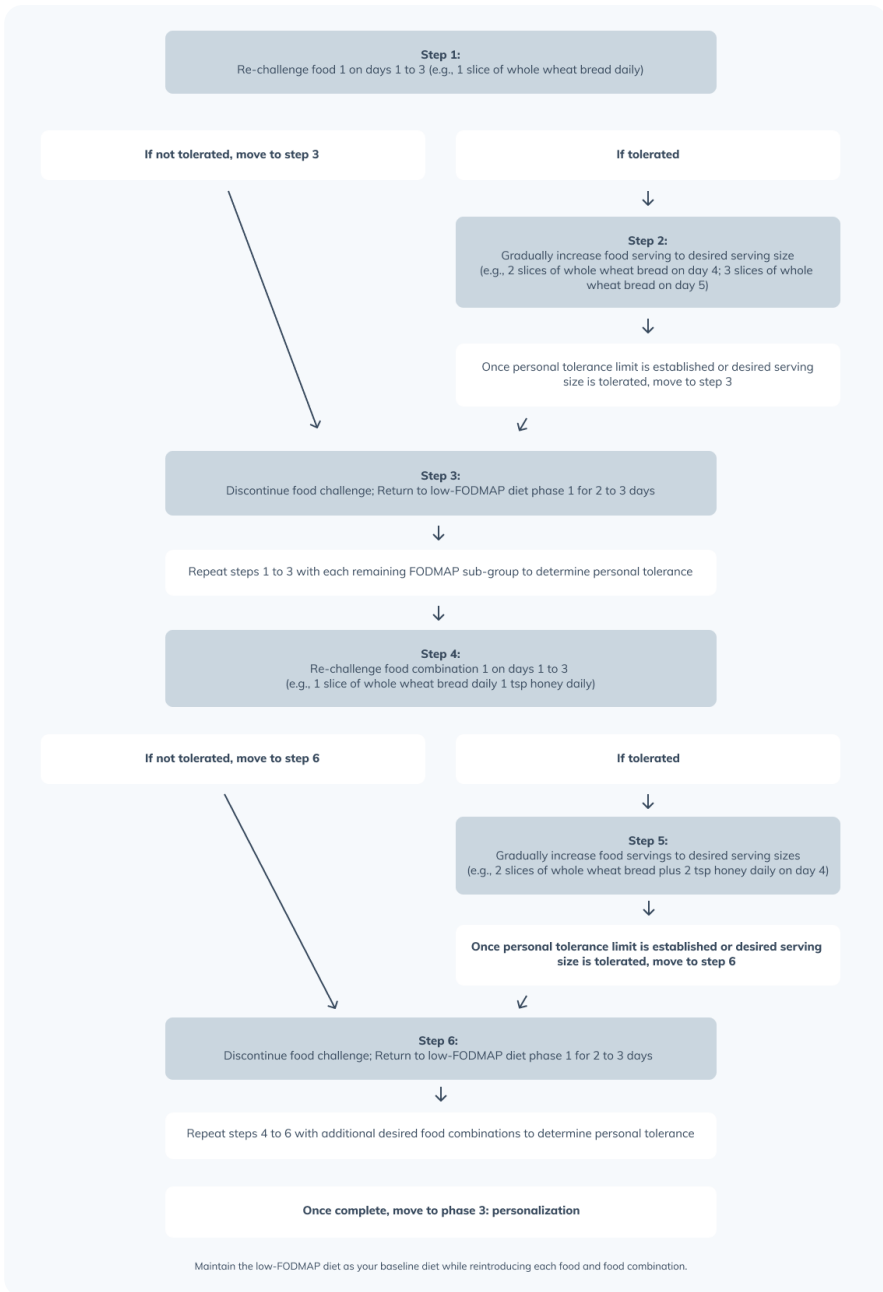 Step 1:
Re-challenge food 1 on days 1 to 3 (e.g., 1 slice of whole wheat bread daily)
If not tolerated, move to step 3
If tolerated
Step 2:
Gradually increase food serving to desired serving size
(e.g., 2 slices of whole wheat bread on day 4; 3 slices of whole
wheat bread on day 5)
Once personal tolerance limit is established or desired serving
size is tolerated, move to step 3
Step 3:
Discontinue food challenge; Return to low-FODMAP diet phase 1 for 2 to 3 days
Repeat steps 1 to 3 with each remaining FODMAP sub-group to determine personal tolerance
Step 4:
Re-challenge food combination 1 on days 1 to 3
(e.g., 1 slice of whole wheat bread daily 1 tsp honey daily)
If not tolerated, move to step 6
If tolerated
Step 5:
Gradually increase food servings to desired serving sizes
(e.g., 2 slices of whole wheat bread plus 2 tsp honey daily on day 4)
Once personal tolerance limit is established or desired serving
size is tolerated, move to step 6
Step 6:
Discontinue food challenge; Return to low-FODMAP diet phase 1 for 2 to 3 days
Repeat steps 4 to 6 with additional desired food combinations to determine personal tolerance
Once complete, move to phase 3: personalization
Maintain the low-FODMAP diet as your baseline diet while reintroducing each food and food combination.